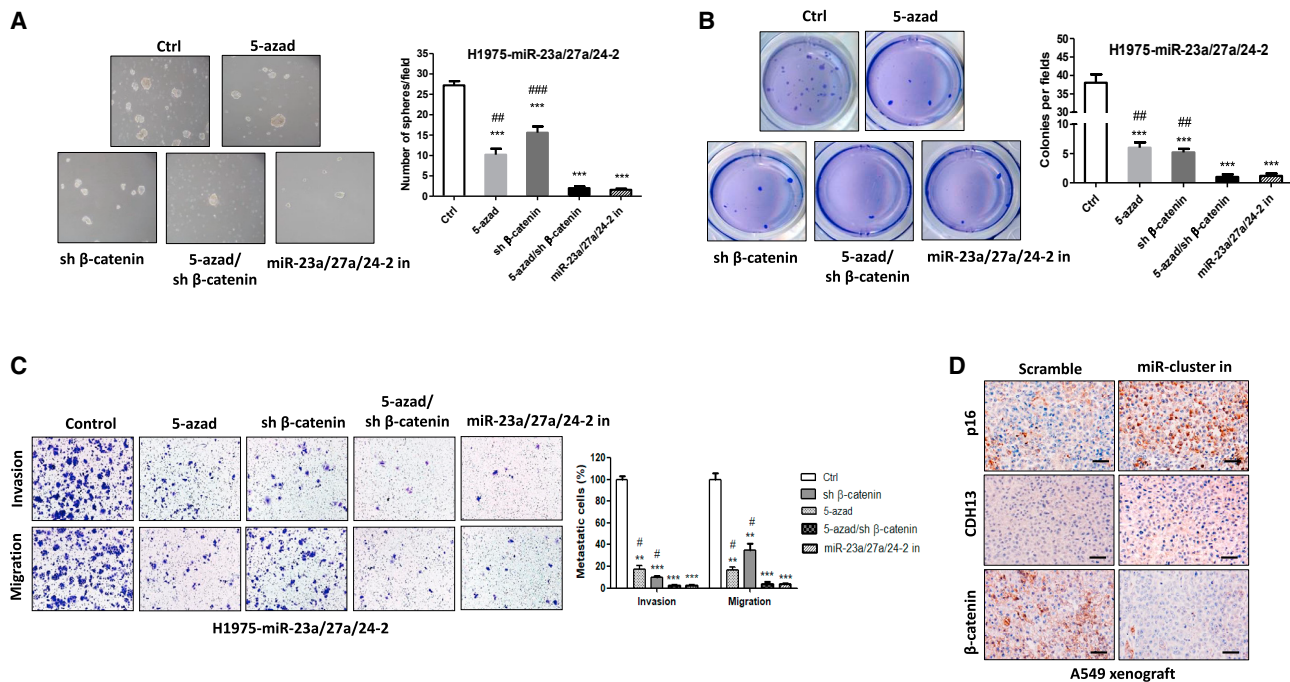 A
Ctrl
5-azad
sh β-catenin
5-azad/
sh β-catenin
miR-23a/27a/24-2 in
H1975-miR-23a/27a/24-2
Number of spheres/field
35
30
25
20
15
10
5
0
##
***
###
***
***
***
Ctrl
5-azad
sh β-catenin
5-azad/sh β-catenin
miR-23a/27a/24-2 in
B
Ctrl
5-azad
sh β-catenin
5-azad/
sh β-catenin
miR-23a/27a/24-2 in
H1975-miR-23a/27a/24-2
Colonies per fields
50
45
40
35
30
10
5
0
##
***
##
***
***
***
Ctrl
5-azad
sh β-catenin
5-azad/sh β-catenin
miR-23a/27a/24-2 in
C
Control
5-azad
sh β-catenin
5-azad/
sh β-catenin
miR-23a/27a/24-2 in
Invasion
Migration
H1975-miR-23a/27a/24-2
Metastatic cells (%)
120
100
80
60
40
20
0
#
**
#
***
***
***
#
**
#
**
***
***
Invasion
Migration
Ctrl
sh β-catenin
5-azad
5-azad/sh β-catenin
miR-23a/27a/24-2 in
D
Scramble
miR-cluster in
p16
CDH13
β-catenin
A549 xenograft